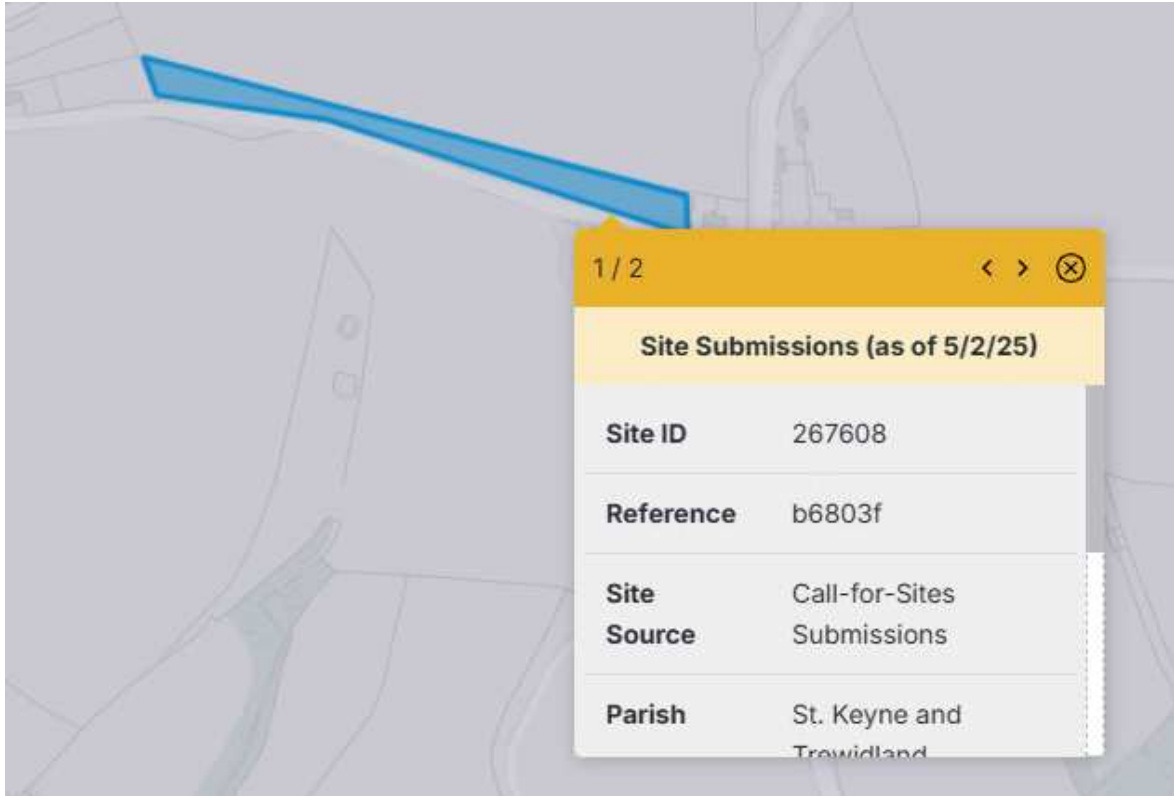 1 / 2
Site Submissions (as of 5/2/25)
Site ID 267608
Reference b6803f
Site Call-for-Sites
Source Submissions
Parish St. Keyne and
Trewidland